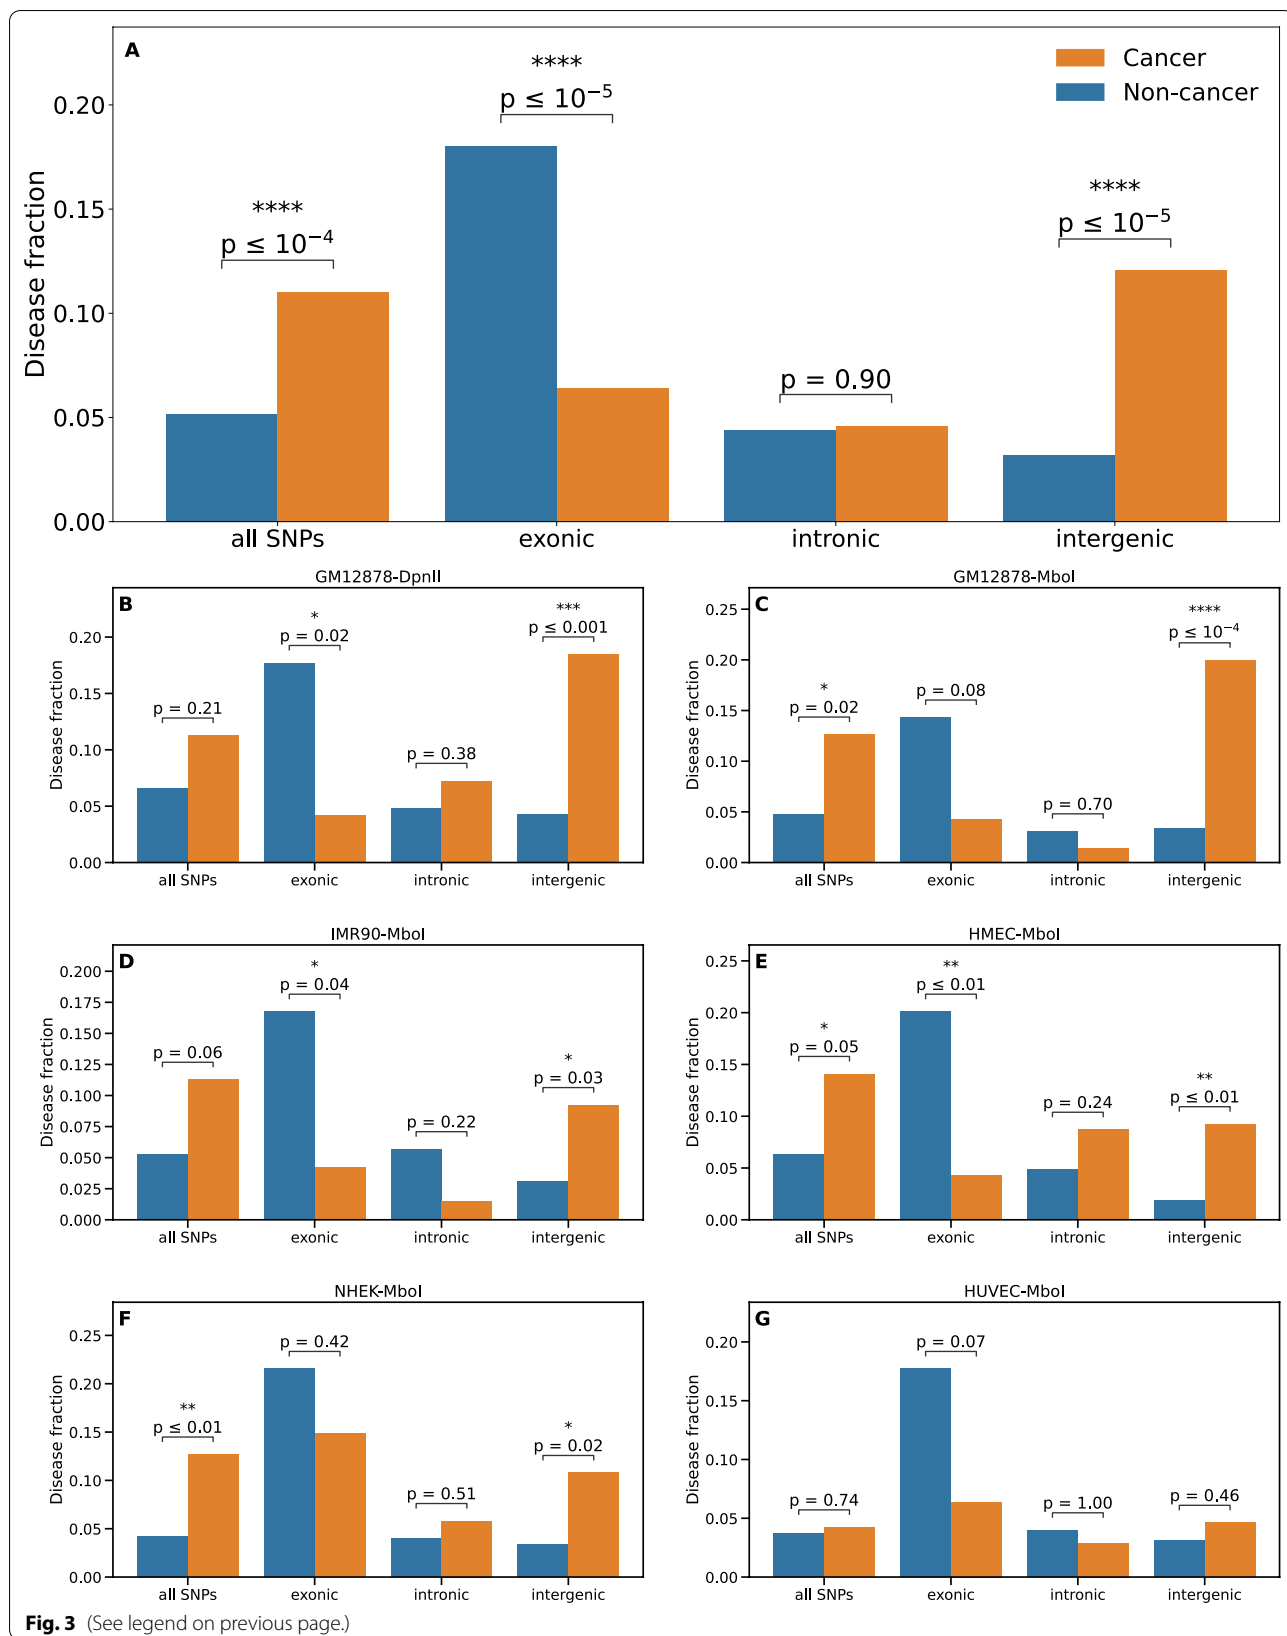 A
Cancer
Non-cancer
****
p ≤ 10⁻⁴
****
p ≤ 10⁻⁵
p = 0.90
****
p ≤ 10⁻⁵
Disease fraction
0.20
0.15
0.10
0.05
0.00
all SNPs exonic intronic intergenic
GM12878-DpnII
B
p = 0.21
*
p = 0.02
p = 0.38
***
p ≤ 0.001
Disease fraction
0.20
0.15
0.10
0.05
0.00
all SNPs exonic intronic intergenic
GM12878-MboI
C
*
p = 0.02
p = 0.08
p = 0.70
****
p ≤ 10⁻⁴
Disease fraction
0.25
0.20
0.15
0.10
0.05
0.00
all SNPs exonic intronic intergenic
IMR90-MboI
D
p = 0.06
*
p = 0.04
p = 0.22
*
p = 0.03
Disease fraction
0.200
0.175
0.150
0.125
0.100
0.075
0.050
0.025
0.000
all SNPs exonic intronic intergenic
HMEC-MboI
E
*
p = 0.05
**
p ≤ 0.01
p = 0.24
**
p ≤ 0.01
Disease fraction
0.25
0.20
0.15
0.10
0.05
0.00
all SNPs exonic intronic intergenic
NHEK-MboI
F
**
p ≤ 0.01
p = 0.42
p = 0.51
*
p = 0.02
Disease fraction
0.25
0.20
0.15
0.10
0.05
0.00
all SNPs exonic intronic intergenic
HUVEC-MboI
G
p = 0.74
p = 0.07
p = 1.00
p = 0.46
Disease fraction
0.20
0.15
0.10
0.05
0.00
all SNPs exonic intronic intergenic
Fig. 3 (See legend on previous page.)